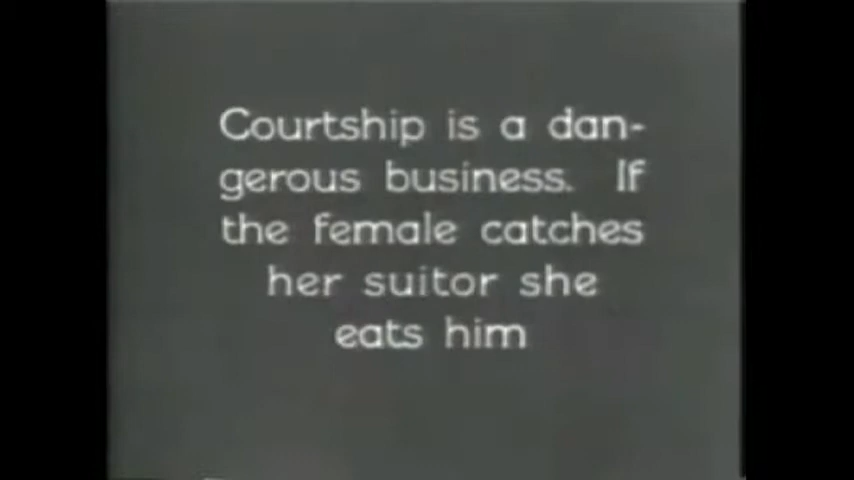 Courtship is a dan-
gerous business. If
the female catches
her suitor she
eats him